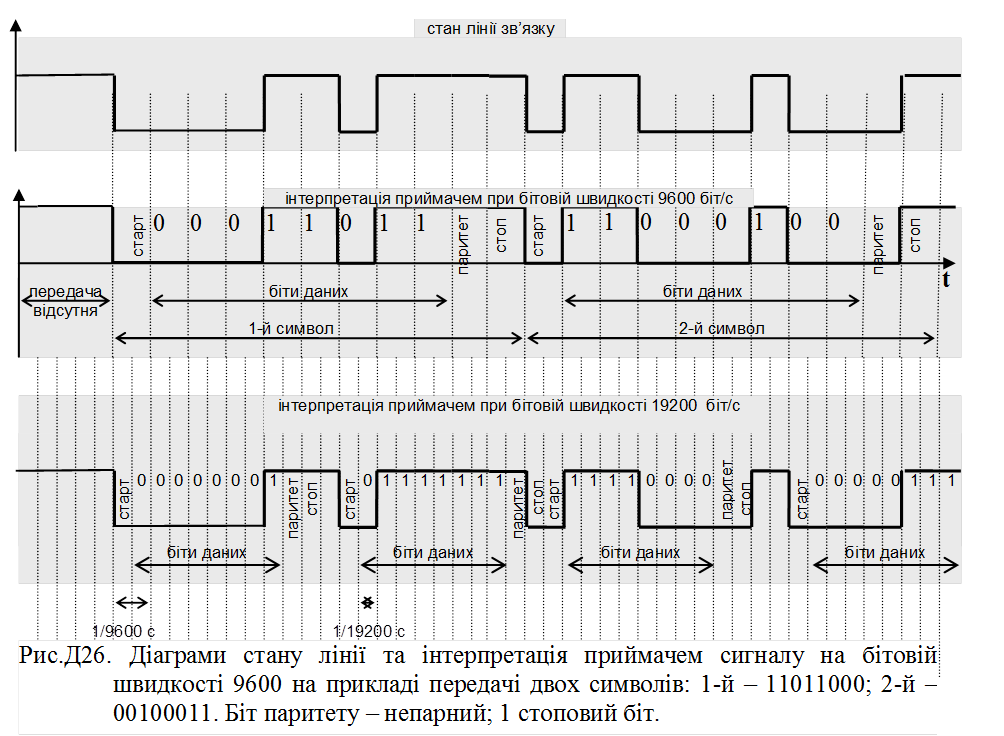 стан лінії зв’язку
інтерпретація приймачем при бітовій швидкості 9600 біт/с
старт 0 0 0 1 1 0 1 1 паритет стоп старт 1 1 0 0 0 1 0 0 паритет стоп
t
передача відсутня
біти даних біти даних
1-й символ 2-й символ
інтерпретація приймачем при бітовій швидкості 19200 біт/с
старт 0 0 0 0 0 0 0 1 паритет стоп старт 0 1 1 1 1 1 1 1 паритет стоп старт 1 1 1 1 0 0 0 0 паритет стоп старт 0 0 0 0 0 1 1 1
біти даних біти даних біти даних біти даних
1/9600 с 1/19200 с
Рис.Д26. Діаграми стану лінії та інтерпретація приймачем сигналу на бітовій
швидкості 9600 на прикладі передачі двох символів: 1-й – 11011000; 2-й –
00100011. Біт паритету – непарний; 1 стоповий біт.